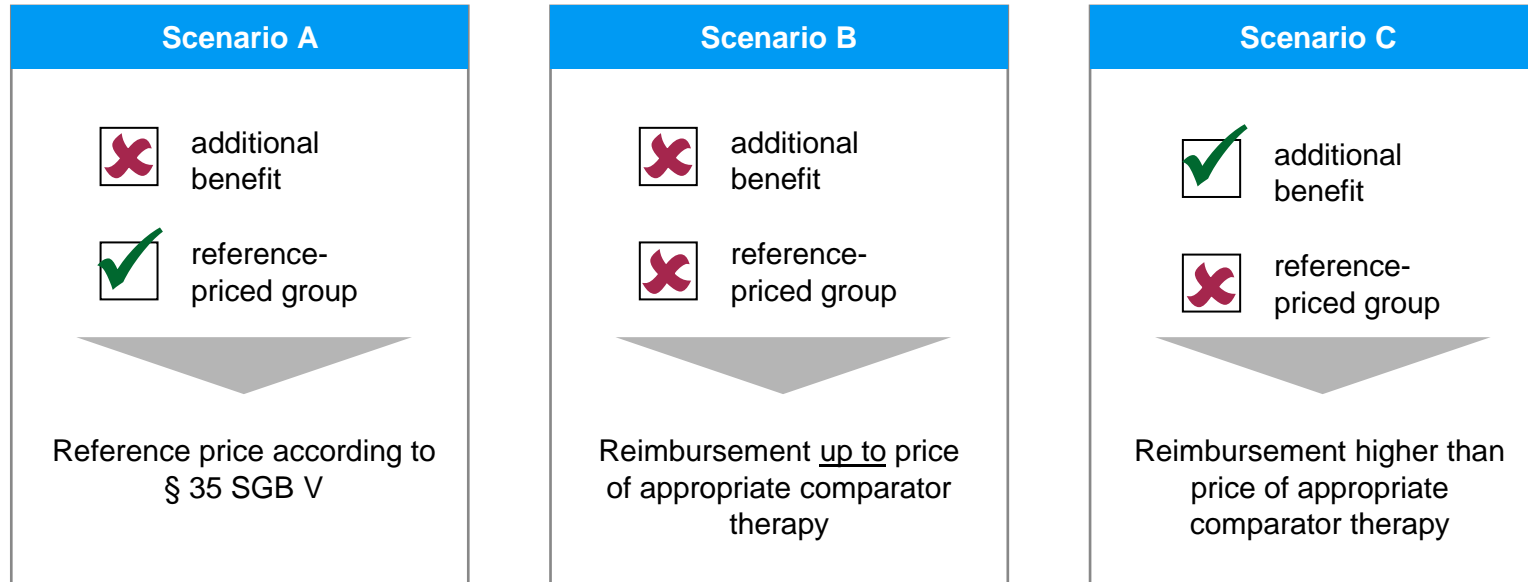 Scenario A
additional
benefit
reference-
priced group
Reference price according to
§ 35 SGB V
Scenario B
additional
benefit
reference-
priced group
Reimbursement up to price
of appropriate comparator
therapy
Scenario C
additional
benefit
reference-
priced group
Reimbursement higher than
price of appropriate
comparator therapy